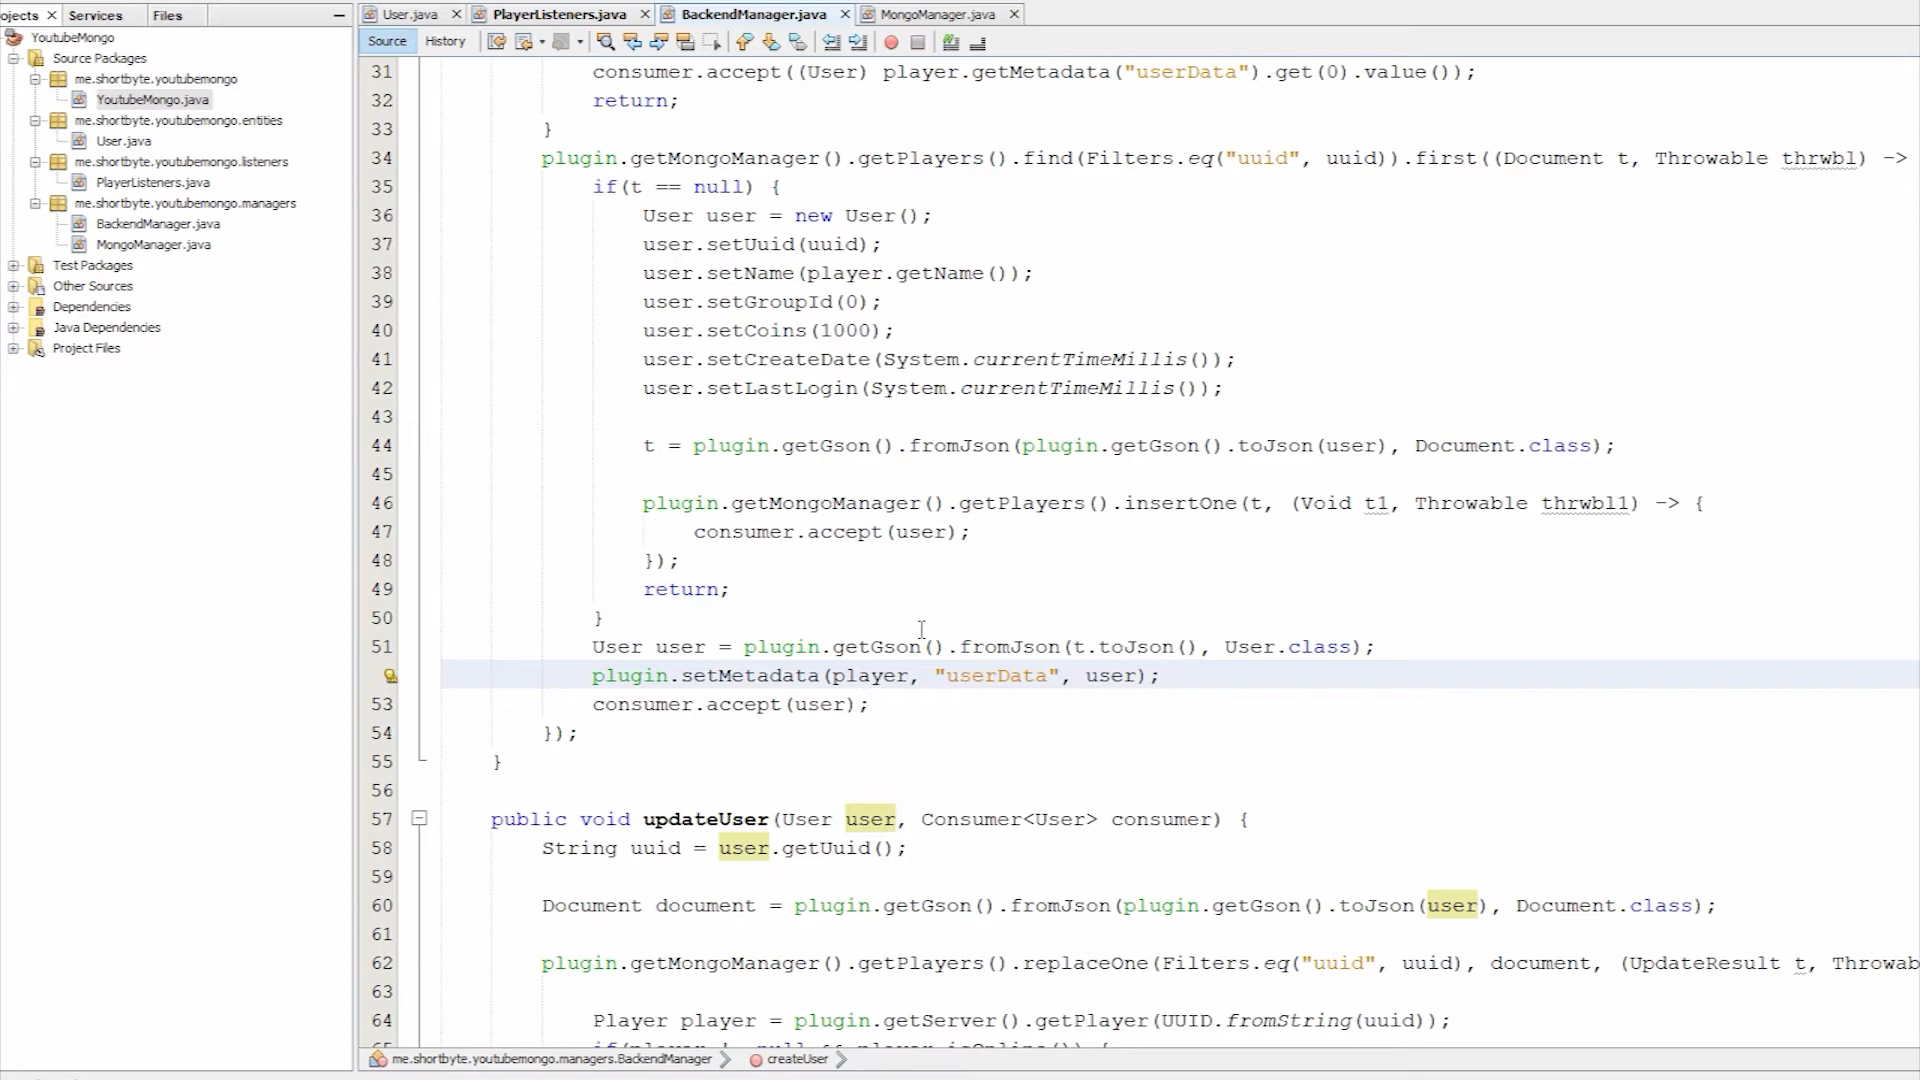 ojects
Services
Files
YoutubeMongo
Source Packages
me.shortbyte.youtubemongo
YoutubeMongo.java
me.shortbyte.youtubemongo.entities
User.java
me.shortbyte.youtubemongo.listeners
PlayerListeners.java
me.shortbyte.youtubemongo.managers
BackendManager.java
MongoManager.java
Test Packages
Other Sources
Dependencies
Java Dependencies
Project Files
User.java
PlayerListeners.java
BackendManager.java
MongoManager.java
Source
History
31 consumer.accept((User) player.getMetadata("userData").get(0).value());
32 return;
33 }
34 plugin.getMongoManager().getPlayers().find(Filters.eq("uuid", uuid)).first((Document t, Throwable thrwbl) ->
35 if(t == null) {
36 User user = new User();
37 user.setUuid(uuid);
38 user.setName(player.getName());
39 user.setGroupId(0);
40 user.setCoins(1000);
41 user.setCreateDate(System.currentTimeMillis());
42 user.setLastLogin(System.currentTimeMillis());
43
44 t = plugin.getGson().fromJson(plugin.getGson().toJson(user), Document.class);
45
46 plugin.getMongoManager().getPlayers().insertOne(t, (Void t1, Throwable thrwbl1) -> {
47 consumer.accept(user);
48 });
49 return;
50 }
51 User user = plugin.getGson().fromJson(t.toJson(), User.class);
plugin.setMetadata(player, "userData", user);
53 consumer.accept(user);
54 });
55 }
56
57 public void updateUser(User user, Consumer<User> consumer) {
58 String uuid = user.getUuid();
59
60 Document document = plugin.getGson().fromJson(plugin.getGson().toJson(user), Document.class);
61
62 plugin.getMongoManager().getPlayers().replaceOne(Filters.eq("uuid", uuid), document, (UpdateResult t, Throwab
63
64 Player player = plugin.getServer().getPlayer(UUID.fromString(uuid));
me.shortbyte.youtubemongo.managers.BackendManager
createUser